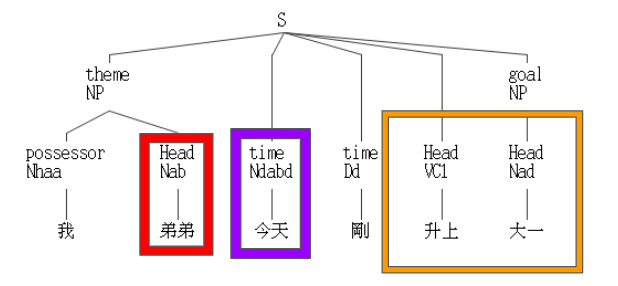 S
theme goal
NP NP
possessor Head time time Head Head
Nhaa Nab Ndabd Dd VC1 Nad
我 弟弟 今天 剛 升上 大一